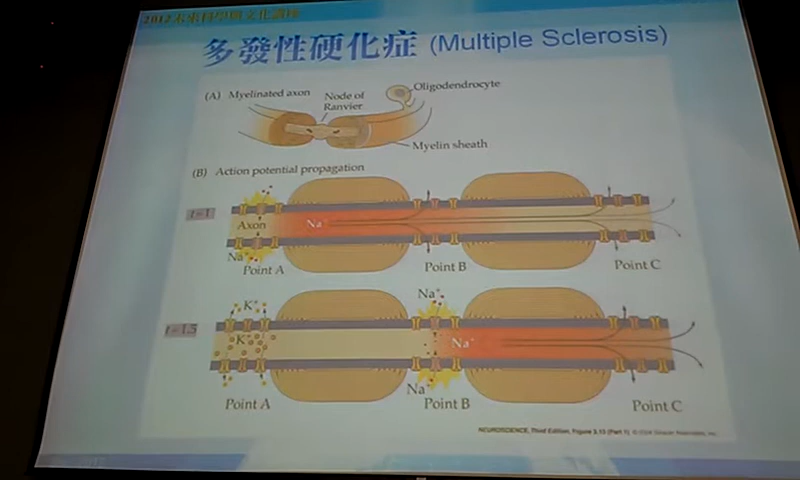 多發性硬化症 (Multiple Sclerosis)
(A) Myelinated axon
Node of
Ranvier
Oligodendrocyte
Myelin sheath
(B) Action potential propagation
t=1
Axon
Na+
Na+
Point A
Point B
Point C
t=1.5
K+
K+
Na+
Na+
Na+
Point A
Point B
Point C
NEUROSCIENCE, Third Edition, Figure 3.13 (Part 1)